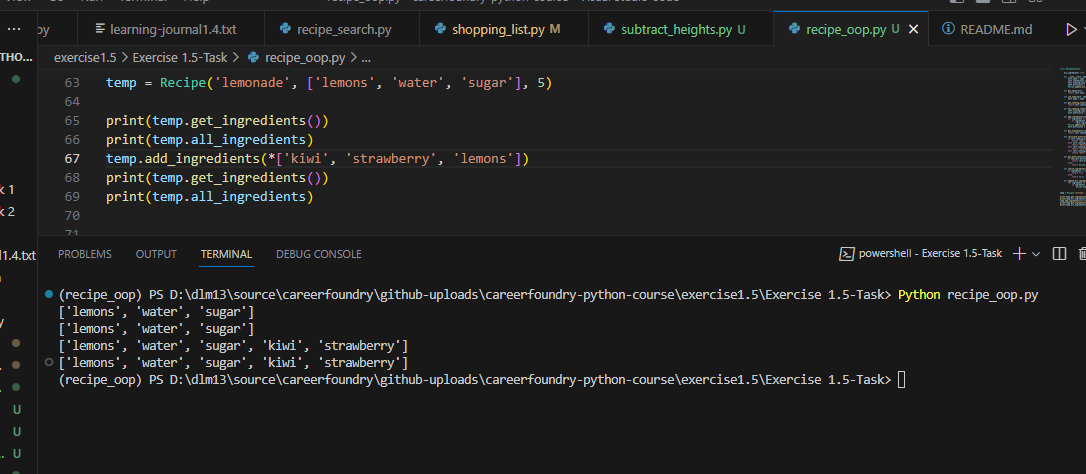 ... py learning-journal1.4.txt recipe_search.py shopping_list.py M subtract_heights.py U recipe_oop.py U README.md
THO...
exercise1.5 > Exercise 1.5-Task > recipe_oop.py > ...
63 temp = Recipe('lemonade', ['lemons', 'water', 'sugar'], 5)
64
65 print(temp.get_ingredients())
66 print(temp.all_ingredients)
67 temp.add_ingredients(*['kiwi', 'strawberry', 'lemons'])
68 print(temp.get_ingredients())
69 print(temp.all_ingredients)
70
71
k 1
k 2
l1.4.txt
y
U
U
U
PROBLEMS OUTPUT TERMINAL DEBUG CONSOLE powershell - Exercise 1.5-Task
(recipe_oop) PS D:\dlm13\source\careerfoundry\github-uploads\careerfoundry-python-course\exercise1.5\Exercise 1.5-Task> Python recipe_oop.py
['lemons', 'water', 'sugar']
['lemons', 'water', 'sugar']
['lemons', 'water', 'sugar', 'kiwi', 'strawberry']
['lemons', 'water', 'sugar', 'kiwi', 'strawberry']
(recipe_oop) PS D:\dlm13\source\careerfoundry\github-uploads\careerfoundry-python-course\exercise1.5\Exercise 1.5-Task>